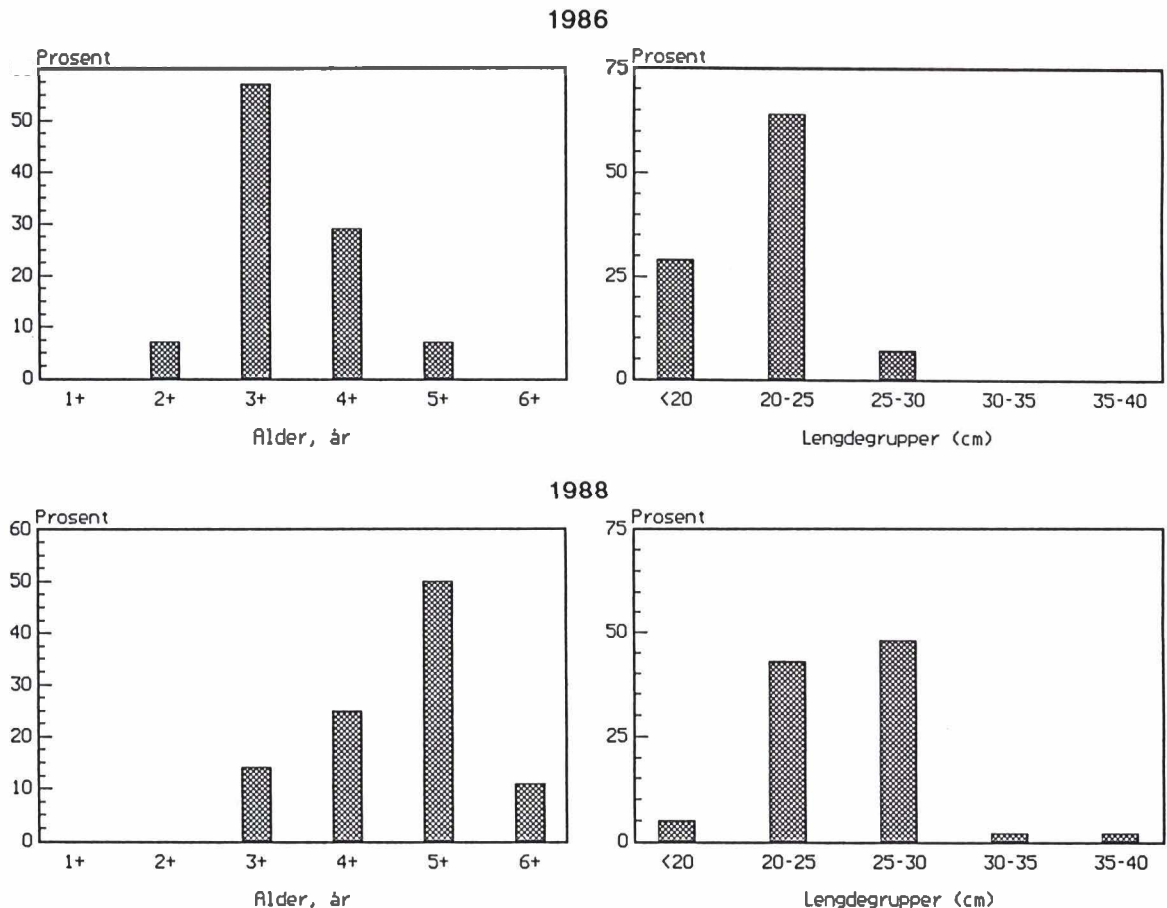 1986
Prosent
50
40
30
20
10
0
1+ 2+ 3+ 4+ 5+ 6+
Alder, år
Prosent
75
50
25
0
<20 20-25 25-30 30-35 35-40
Lengdegrupper (cm)
1988
Prosent
60
50
40
30
20
10
0
1+ 2+ 3+ 4+ 5+ 6+
Alder, år
Prosent
75
50
25
0
<20 20-25 25-30 30-35 35-40
Lengdegrupper (cm)